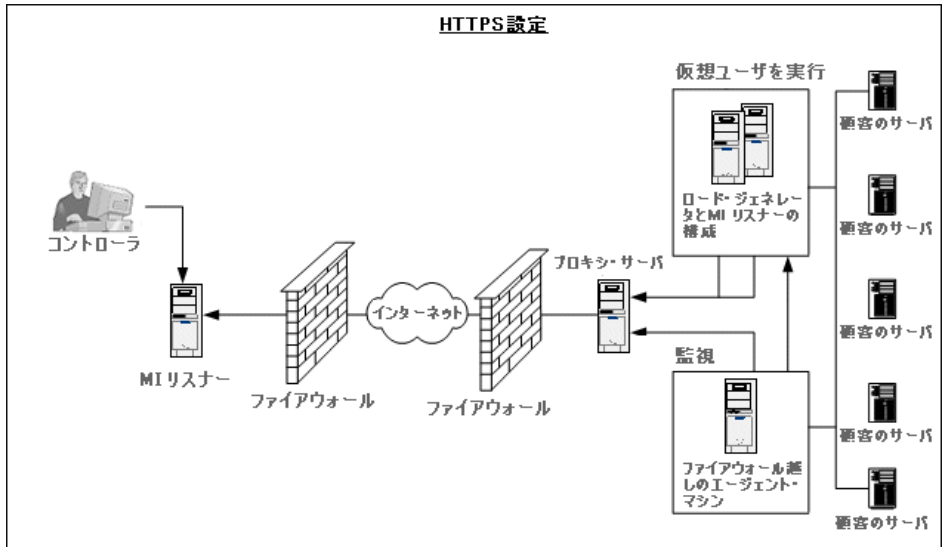 HTTPS設定
仮想ユーザを実行
顧客のサーバ
ロード・ジェネレー
タとMI リスナーの
構成
顧客のサーバ
コントローラ
プロキシ・サーバ
インターネット
顧客のサーバ
MI リスナー
ファイアウォール
ファイアウォール
監視
顧客のサーバ
ファイアウォール越
しのエージェント・
マシン
顧客のサーバ